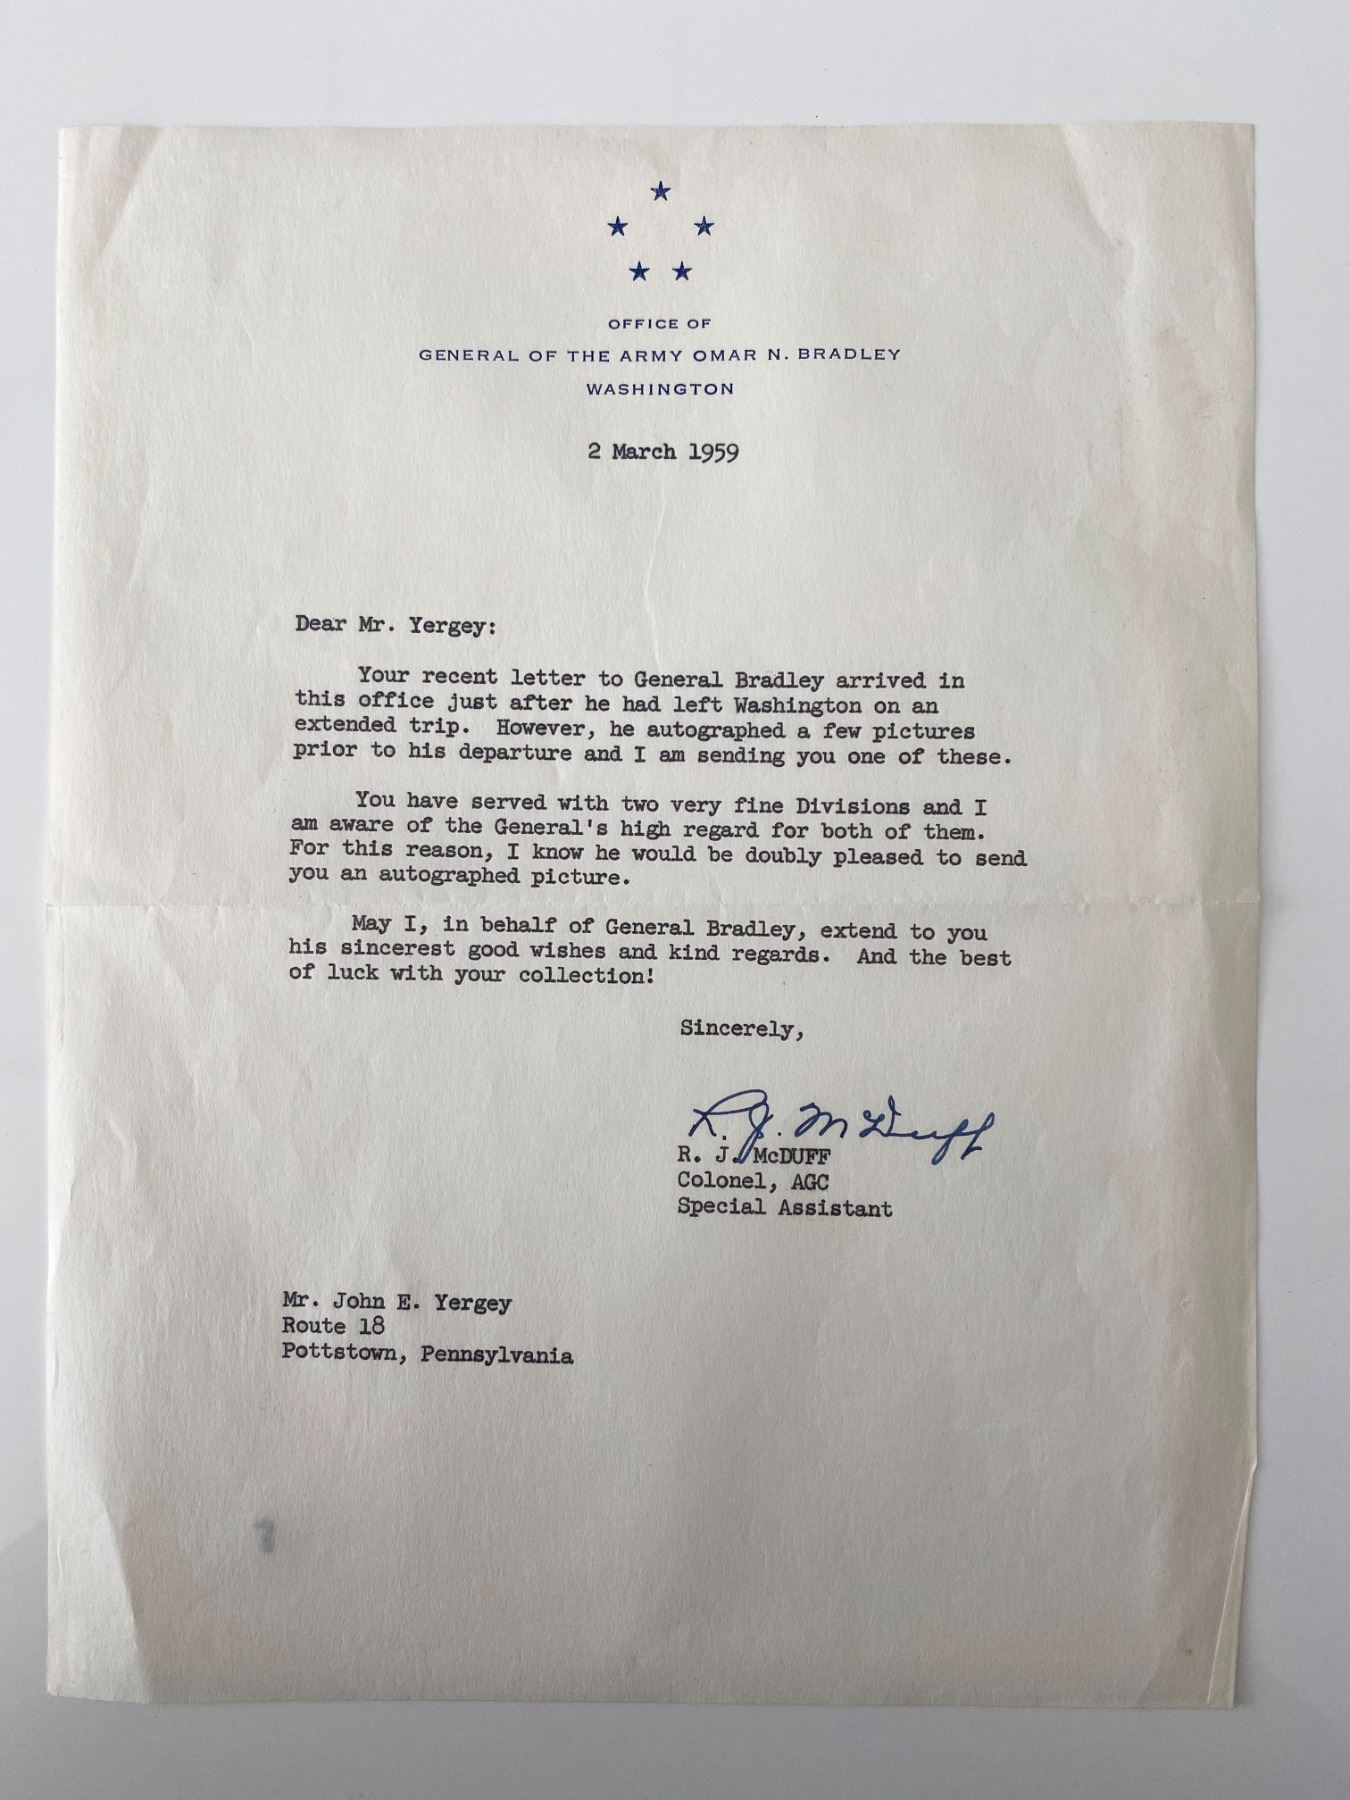 OFFICE OF
GENERAL OF THE ARMY OMAR N. BRADLEY
WASHINGTON
2 March 1959
Dear Mr. Yergey:
Your recent letter to General Bradley arrived in
this office just after he had left Washington on an
extended trip. However, he autographed a few pictures
prior to his departure and I am sending you one of these.
You have served with two very fine Divisions and I
am aware of the General's high regard for both of them.
For this reason, I know he would be doubly pleased to send
you an autographed picture.
May I, in behalf of General Bradley, extend to you
his sincerest good wishes and kind regards. And the best
of luck with your collection!
Sincerely,
R. J. McDuff
R. J. McDUFF
Colonel, AGC
Special Assistant
Mr. John E. Yergey
Route 18
Pottstown, Pennsylvania